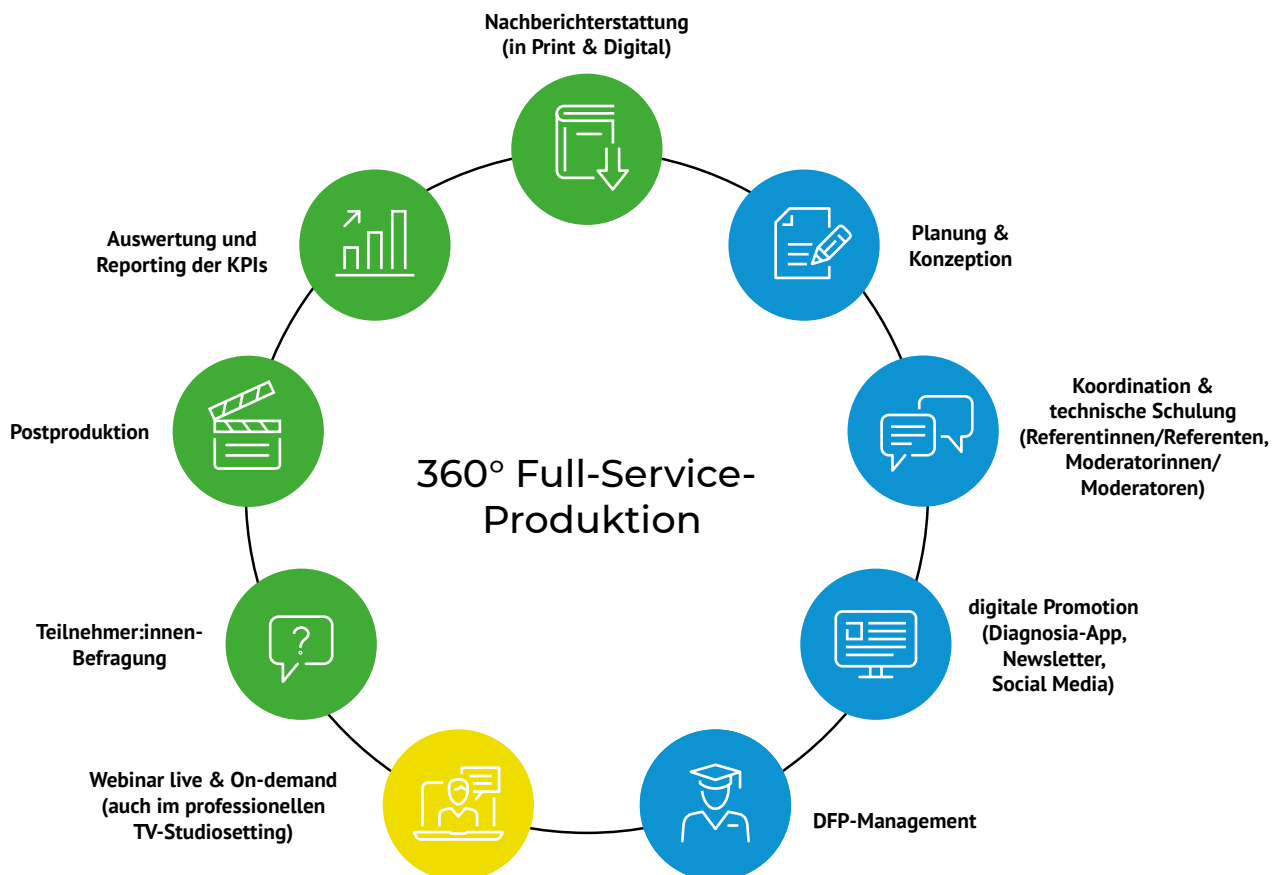 Nachberichterstattung
(in Print & Digital)
Planung &
Konzeption
Koordination &
technische Schulung
(Referentinnen/Referenten,
Moderatorinnen/
Moderatoren)
digitale Promotion
(Diagnosia-App,
Newsletter,
Social Media)
DFP-Management
Webinar live & On-demand
(auch im professionellen
TV-Studiosetting)
Teilnehmer:innen-
Befragung
?
Postproduktion
Auswertung und
Reporting der KPIs
360° Full-Service-
Produktion